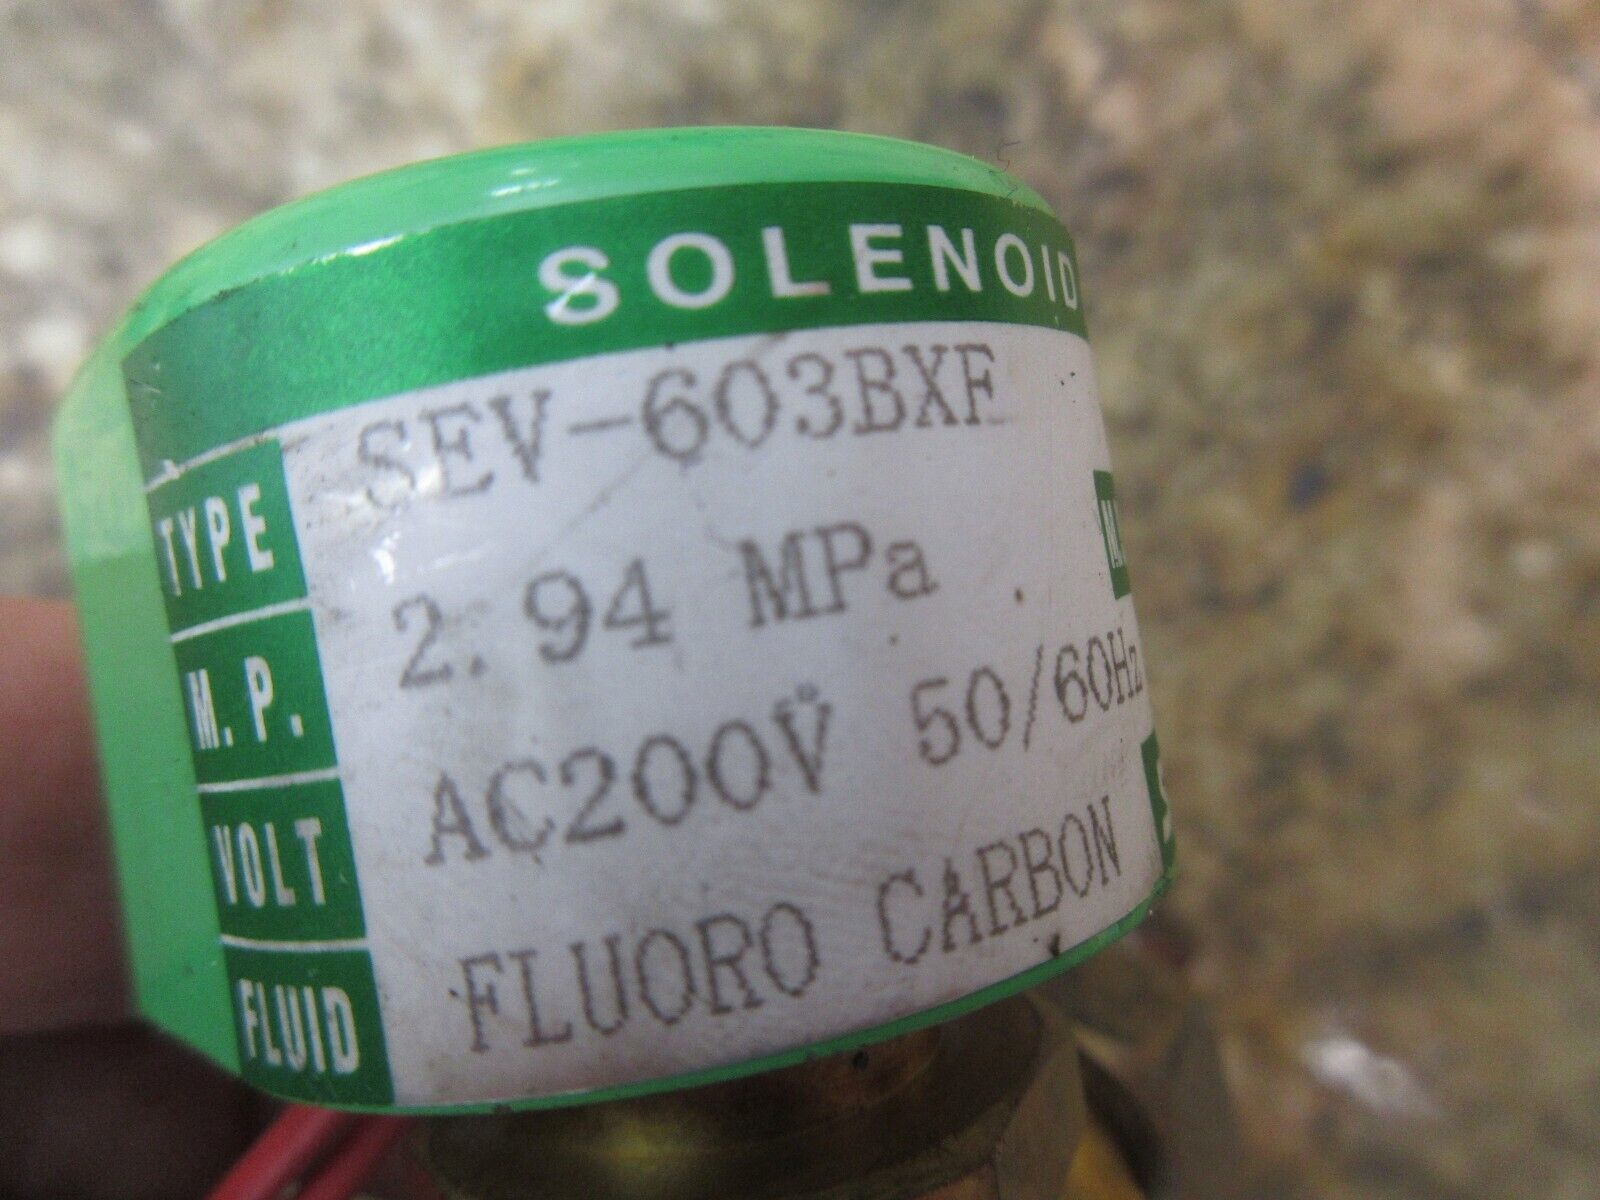 SOLENOID
TYPE SEV-603BXF
M.P. 2.94 MPa
VOLT AC200V 50/60Hz
FLUID FLUORO CARBON